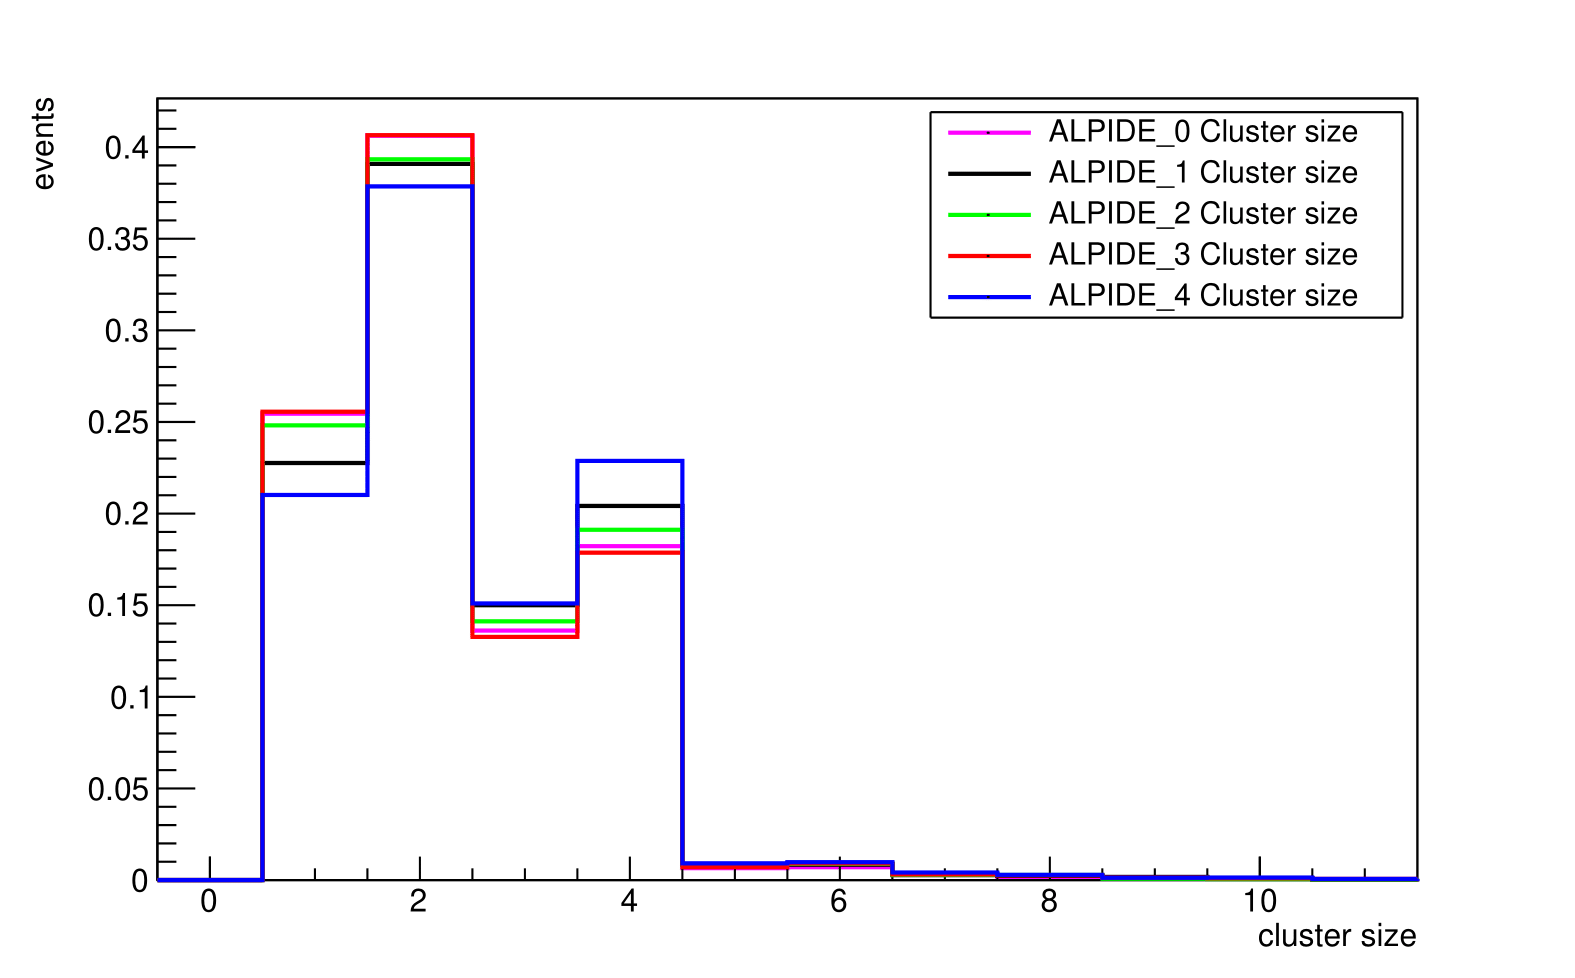 events
0.4
0.35
0.3
0.25
0.2
0.15
0.1
0.05
0
ALPIDE_0 Cluster size
ALPIDE_1 Cluster size
ALPIDE_2 Cluster size
ALPIDE_3 Cluster size
ALPIDE_4 Cluster size
0 2 4 6 8 10
cluster size